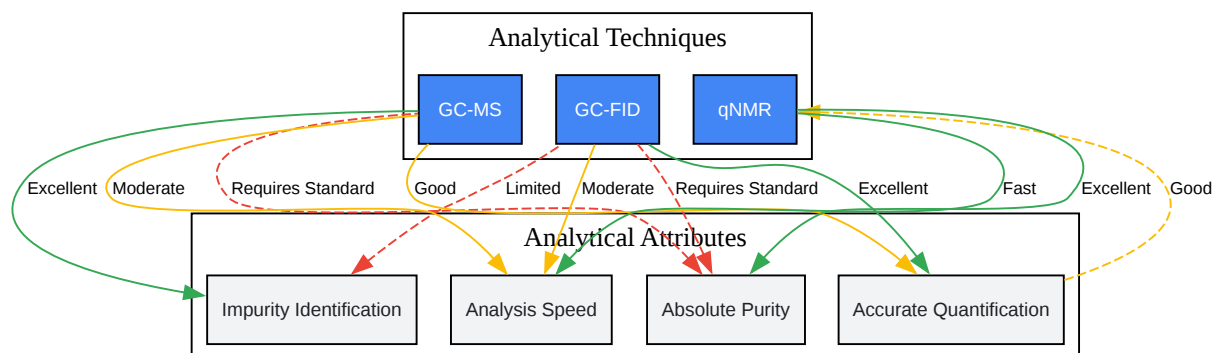 Analytical Techniques
GC-MS
GC-FID
qNMR
Excellent
Moderate
Requires Standard
Good
Limited
Moderate
Requires Standard
Excellent
Fast
Excellent
Good
Analytical Attributes
Impurity Identification
Analysis Speed
Absolute Purity
Accurate Quantification